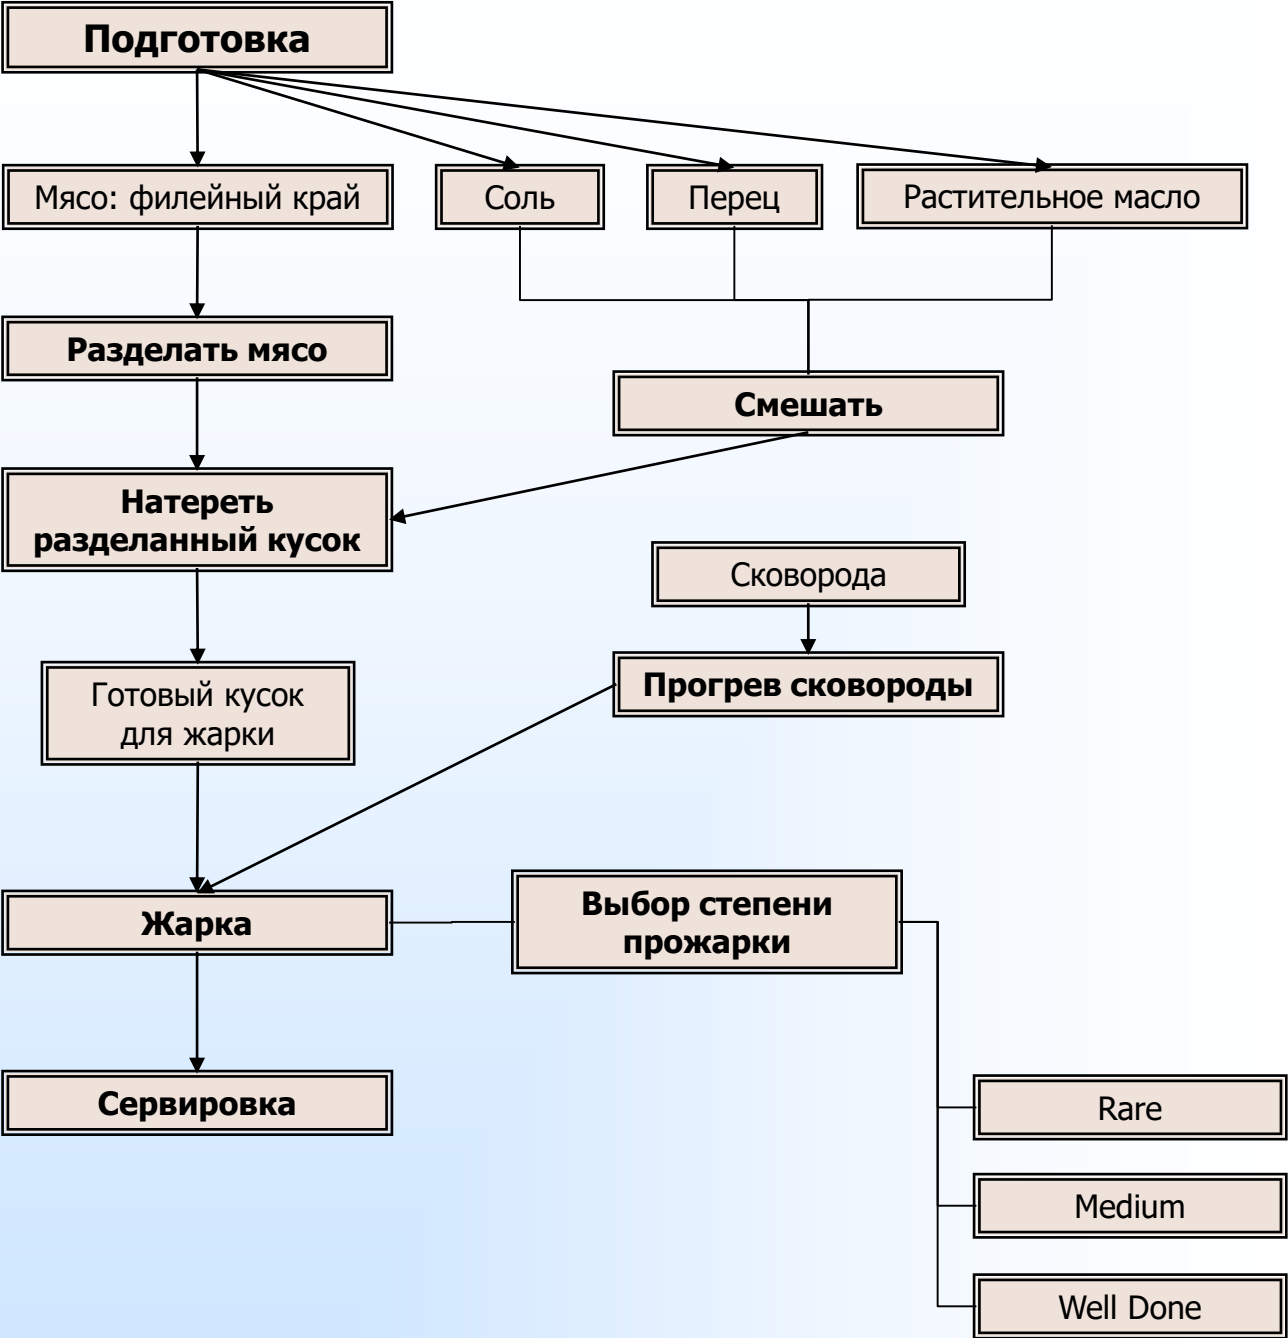 Подготовка
Мясо: филейный край
Соль
Перец
Растительное масло
Разделать мясо
Смешать
Натереть
разделанный кусок
Сковорода
Прогрев сковороды
Готовый кусок
для жарки
Жарка
Выбор степени
прожарки
Сервировка
Rare
Medium
Well Done